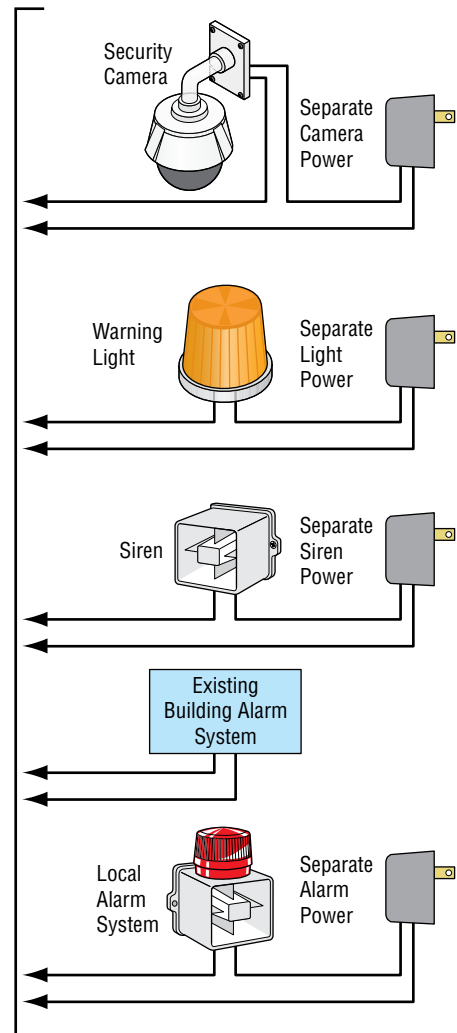 Security
Camera
Separate
Camera
Power
Warning
Light
Separate
Light
Power
Siren
Separate
Siren
Power
Existing
Building Alarm
System
Local
Alarm
System
Separate
Alarm
Power